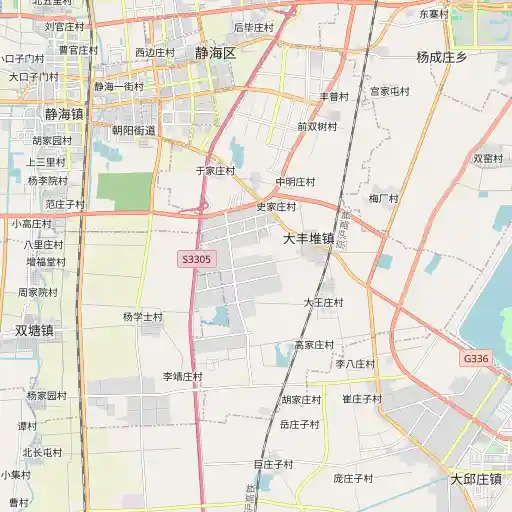 北五里村
东寨村
刘官庄村
后毕庄村
曹官庄村
西边庄村
静海区
小口子门村
杨成庄乡
大口子门村
静海一街村
宫家屯村
丰普村
静海镇
朝阳街道
前双树村
胡家园村
双窑村
上三里村
于家庄村
杨李院村
中明庄村
梅厂村
范庄子村
史家庄村
小高庄村
大丰堆镇
八里庄村
S3305
增福堂村
周家院村
大王庄村
杨学士村
双塘镇
高家庄村
G336
李八庄村
李靖庄村
杨家园村
胡家庄村
崔庄子村
谭村
岳庄子村
北长屯村
巨庄子村
小集村
庞庄子村
大邱庄镇
曹村